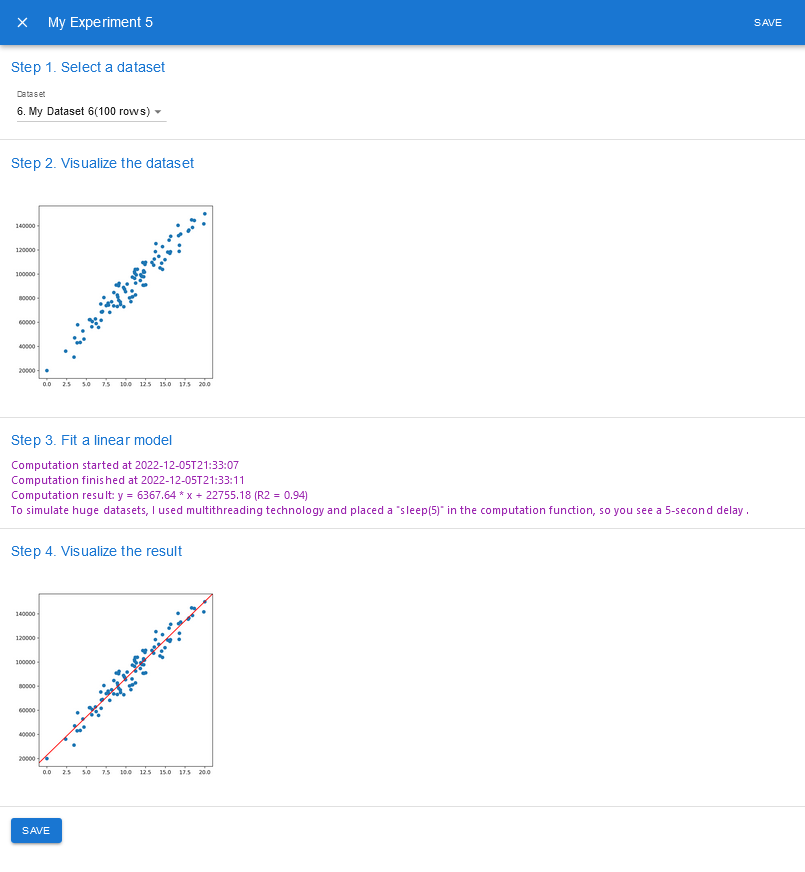 My Experiment 5
SAVE
Step 1. Select a dataset
Dataset
6. My Dataset 6(100 rows)
Step 2. Visualize the dataset
140000
120000
100000
80000
60000
40000
20000
0.0 2.5 5.0 7.5 10.0 12.5 15.0 17.5 20.0
Step 3. Fit a linear model
Computation started at 2022-12-05T21:33:07
Computation finished at 2022-12-05T21:33:11
Computation result: y = 6367.64 * x + 22755.18 (R2 = 0.94)
To simulate huge datasets, I used multithreading technology and placed a "sleep(5)" in the computation function, so you see a 5-second delay .
Step 4. Visualize the result
140000
120000
100000
80000
60000
40000
20000
0.0 2.5 5.0 7.5 10.0 12.5 15.0 17.5 20.0
SAVE